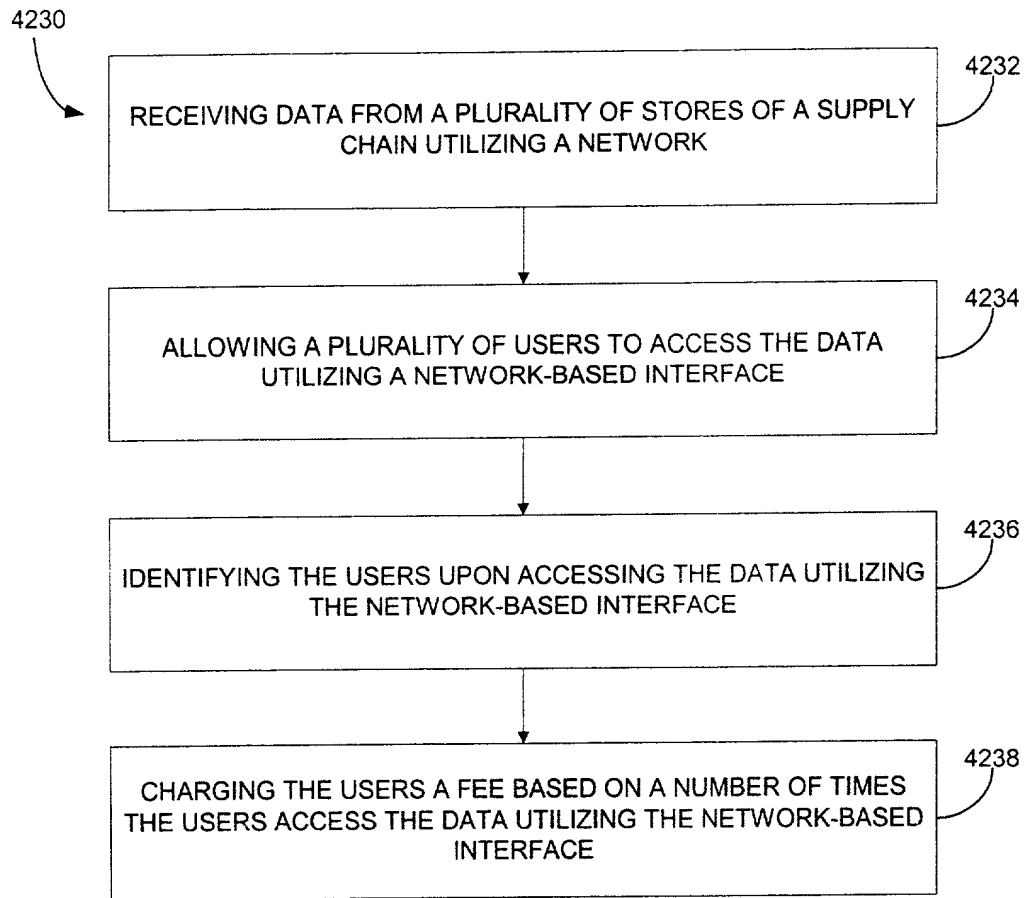 4230
4232
RECEIVING DATA FROM A PLURALITY OF STORES OF A SUPPLY
CHAIN UTILIZING A NETWORK
4234
ALLOWING A PLURALITY OF USERS TO ACCESS THE DATA
UTILIZING A NETWORK-BASED INTERFACE
4236
IDENTIFYING THE USERS UPON ACCESSING THE DATA UTILIZING
THE NETWORK-BASED INTERFACE
4238
CHARGING THE USERS A FEE BASED ON A NUMBER OF TIMES
THE USERS ACCESS THE DATA UTILIZING THE NETWORK-BASED
INTERFACE